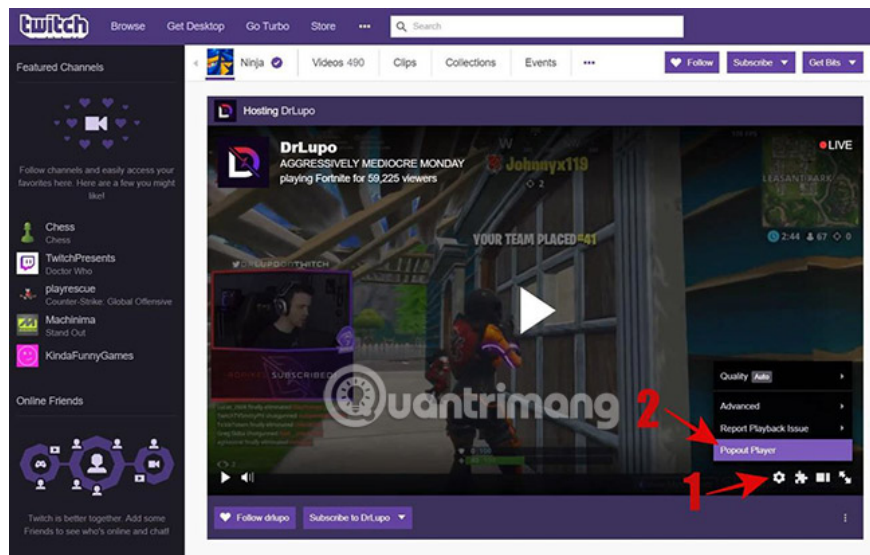 twitch Browse Get Desktop Go Turbo Store ••• Search
Featured Channels
Ninja Videos 490 Clips Collections Events ••• Follow Subscribe Get Bits
Follow channels and easily access your
favorites here. Here are a few you might
like!
Chess
Chess
TwitchPresents
Doctor Who
playrescue
Counter-Strike: Global Offensive
Machinima
Stand Out
KindaFunnyGames
Online Friends
Twitch is better together. Add some
Friends to see who's online and chat!
Hosting DrLupo
DrLupo
AGGRESSIVELY MEDIOCRE MONDAY
playing Fortnite for 59,225 viewers
LIVE
Johnnyx119
2
LEASANT PARK
2:44 67 0
YOUR TEAM PLACED #41
DRLUPOONTWITCH
SUBSCRIBED
Quantrimang
Quality Auto
Advanced
Report Playback Issue
Popout Player
2
1
Follow drlupo Subscribe to DrLupo